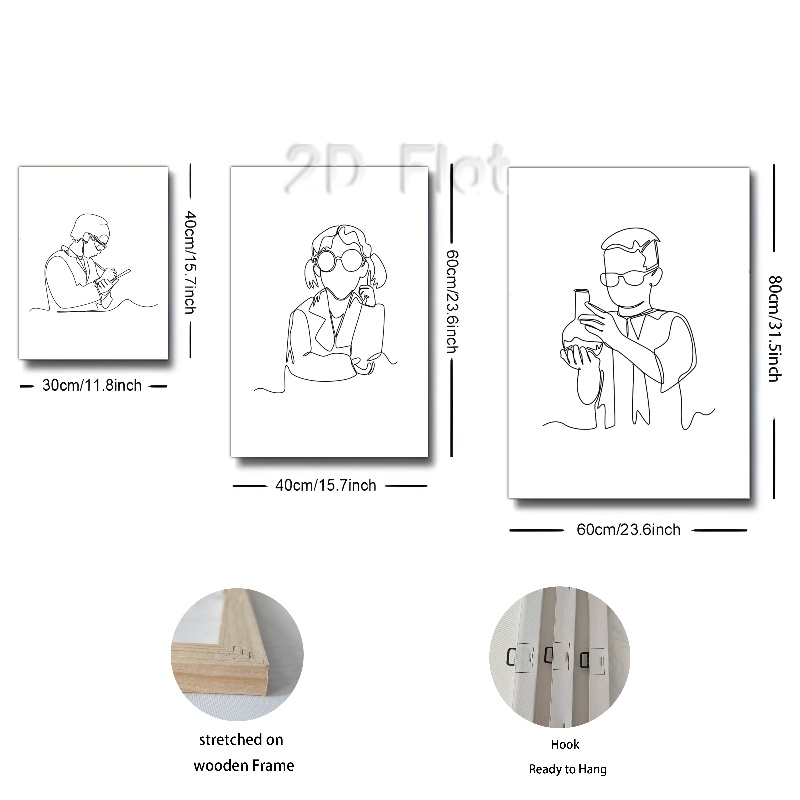 2D Flat
40cm/15.7inch
30cm/11.8inch
60cm/23.6inch
40cm/15.7inch
80cm/31.5inch
60cm/23.6inch
stretched on
wooden Frame
Hook
Ready to Hang